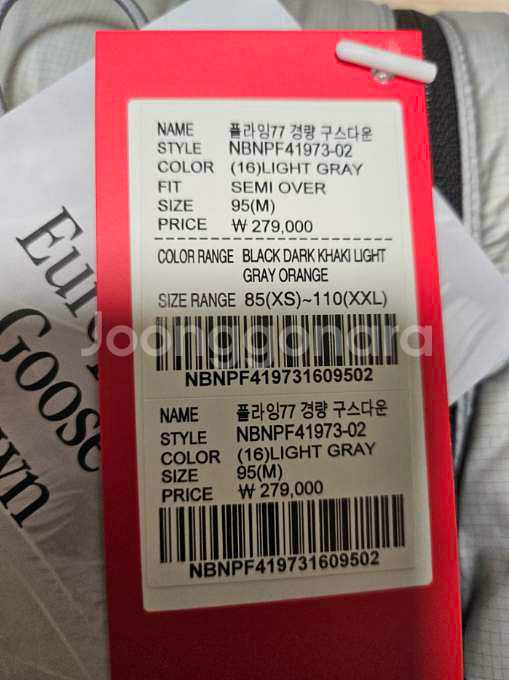 NAME 플라잉77 경량 구스다운
STYLE NBNPF41973-02
COLOR (16)LIGHT GRAY
FIT SEMI OVER
SIZE 95(M)
PRICE ₩ 279,000
COLOR RANGE BLACK DARK KHAKI LIGHT
GRAY ORANGE
SIZE RANGE 85(XS)~110(XXL)
NBNPF419731609502
NAME 플라잉77 경량 구스다운
STYLE NBNPF41973-02
COLOR (16)LIGHT GRAY
SIZE 95(M)
PRICE ₩ 279,000
NBNPF419731609502
Goose
Joonggonara